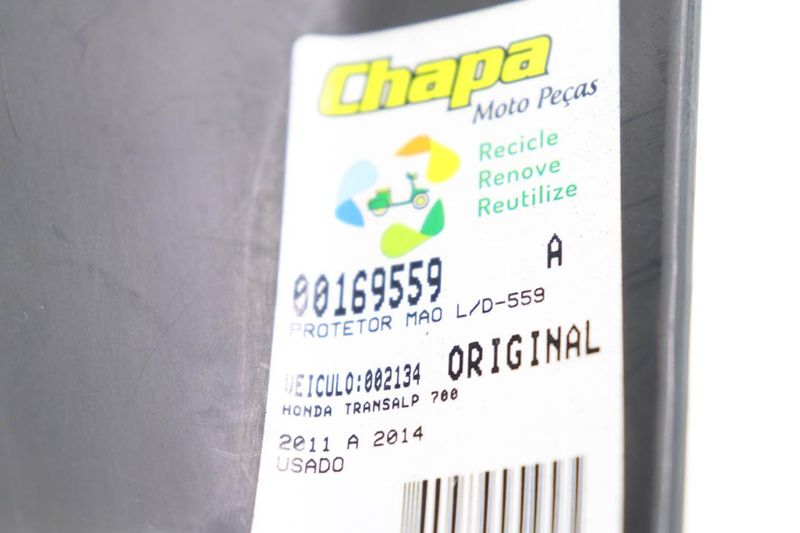 Chapa
Moto Peças
Recicle
Renove
Reutilize
A
00169559
PROTETOR MAO L/D-559
ORIGINAL
VEICULO:002134
HONDA TRANSALP 700
2011 A 2014
USADO